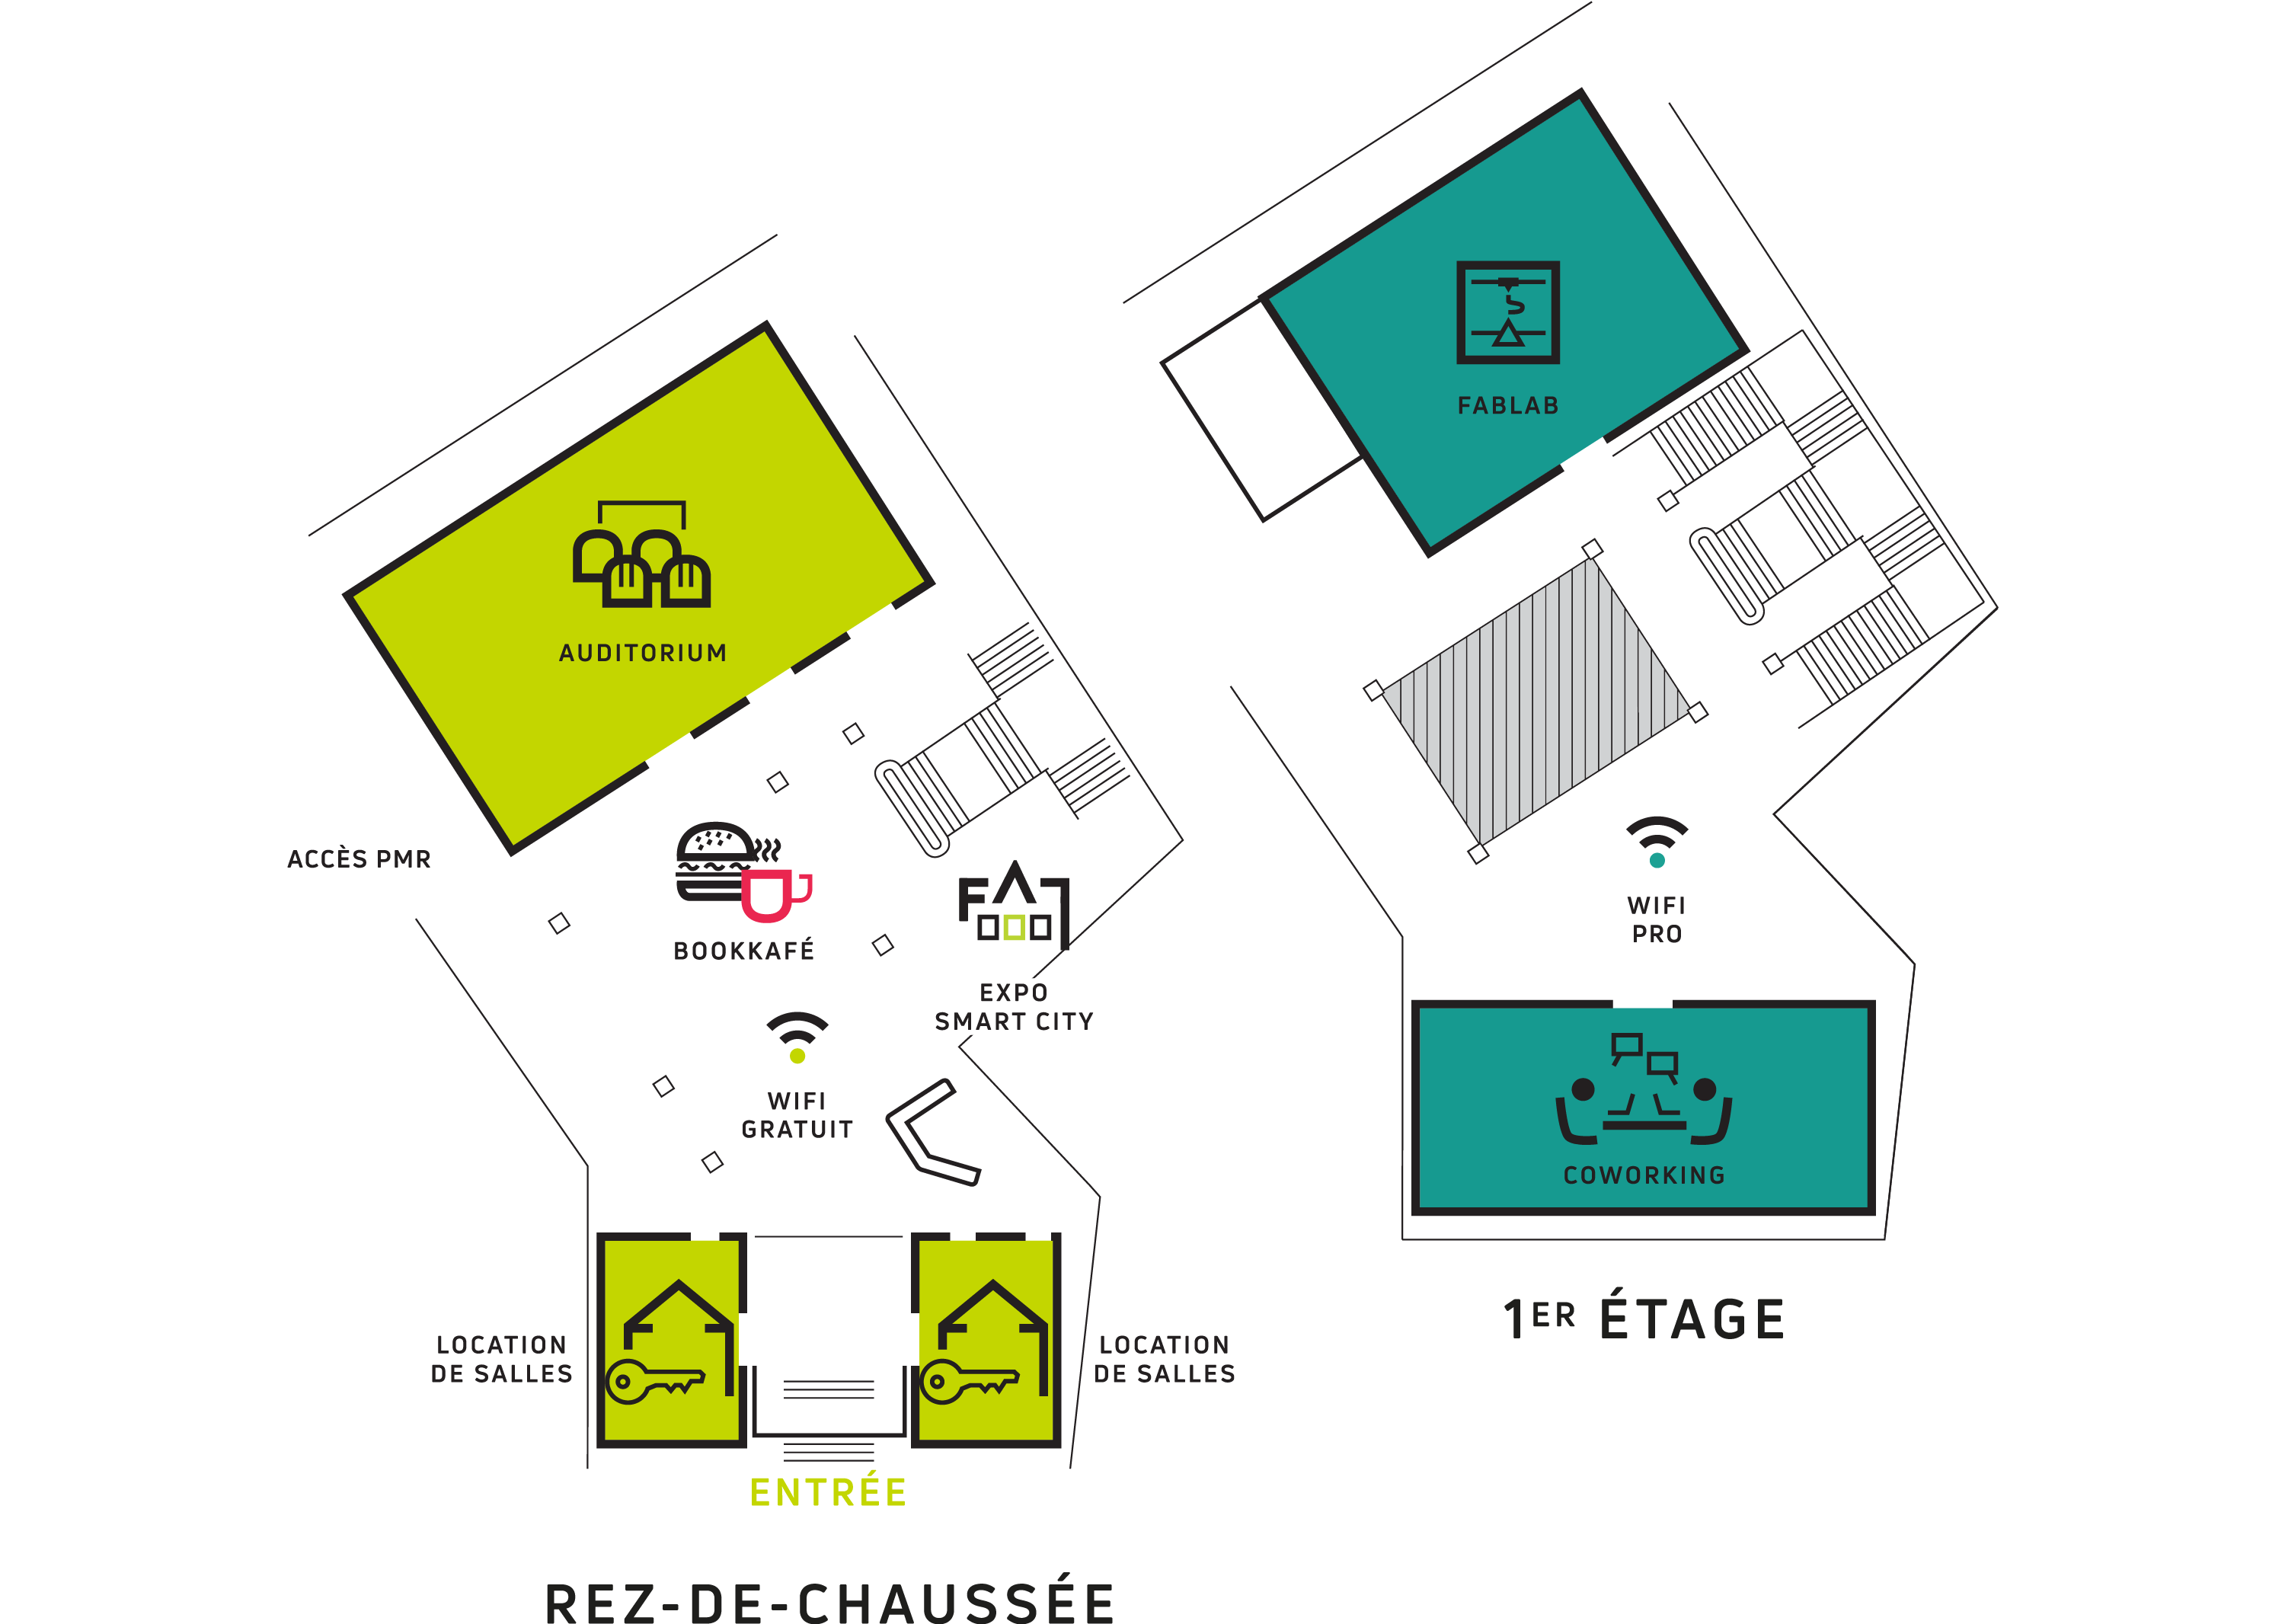 FABLAB
AUDITORIUM
ACCÈS PMR
BOOKKAFÉ
EXPO
SMART CITY
WIFI
GRATUIT
LOCATION
DE SALLES
LOCATION
DE SALLES
ENTRÉE
REZ-DE-CHAUSSÉE
WIFI
PRO
COWORKING
1ER ÉTAGE